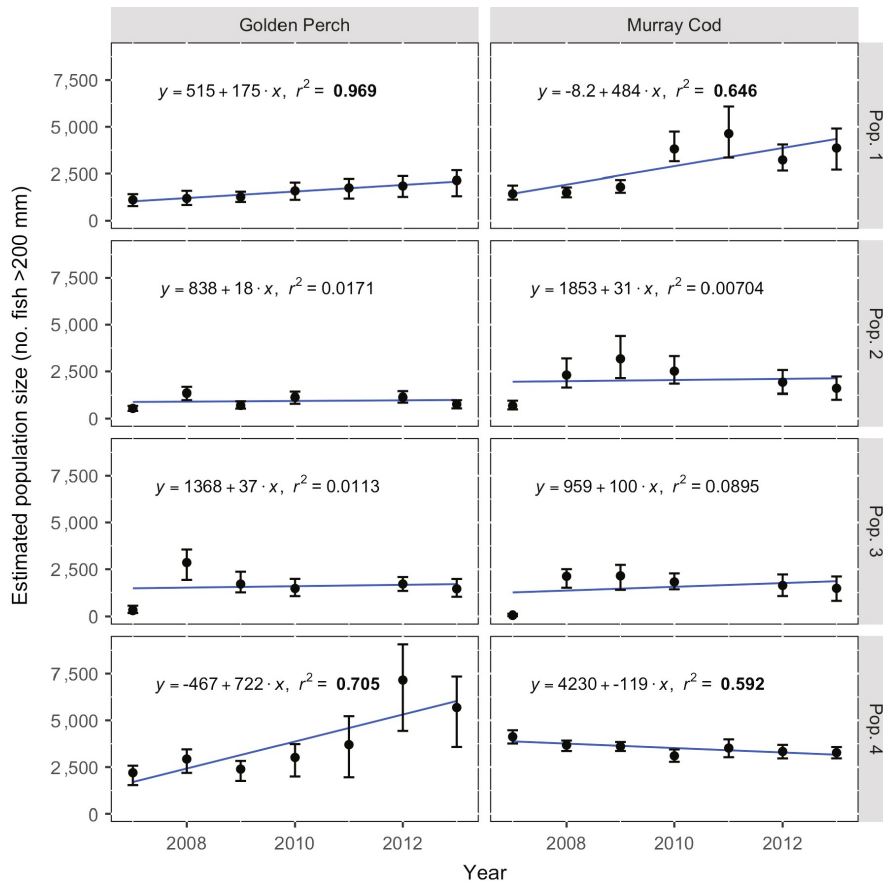 Golden Perch Murray Cod
y = 515 + 175 · x, r² = 0.969
y = -8.2 + 484 · x, r² = 0.646
7,500
5,000
2,500
0
Pop. 1
y = 838 + 18 · x, r² = 0.0171
y = 1853 + 31 · x, r² = 0.00704
7,500
5,000
2,500
0
Pop. 2
y = 1368 + 37 · x, r² = 0.0113
y = 959 + 100 · x, r² = 0.0895
7,500
5,000
2,500
0
Pop. 3
y = -467 + 722 · x, r² = 0.705
y = 4230 + -119 · x, r² = 0.592
7,500
5,000
2,500
0
Pop. 4
Estimated population size (no. fish >200 mm)
2008 2010 2012 2008 2010 2012
Year